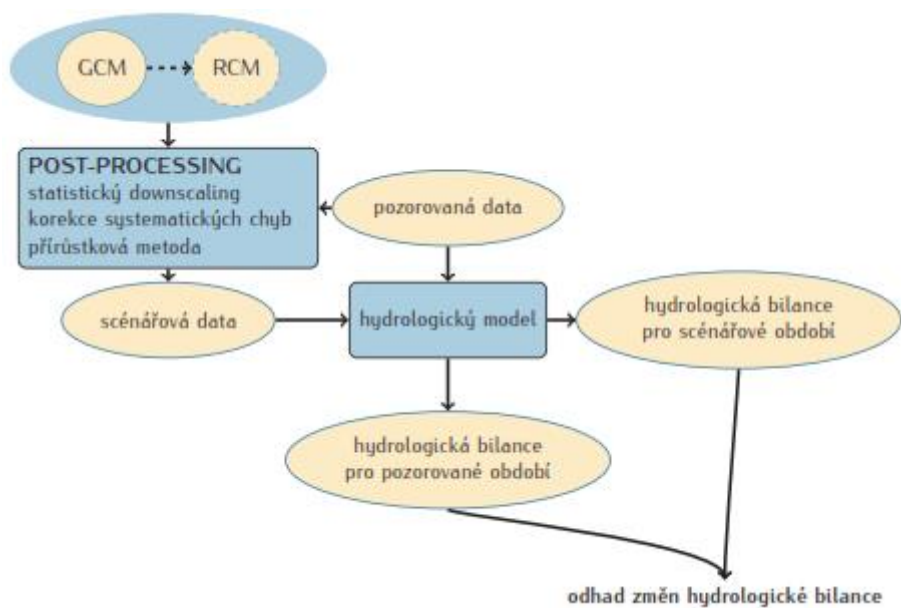 GCM
RCM
POST-PROCESSING
statistický downscaling
korekce systematických chyb
přírůstková metoda
pozorovaná data
scénářová data
hydrologický model
hydrologická bilance
pro scénářové období
hydrologická bilance
pro pozorované období
odhad změn hydrologické bilance